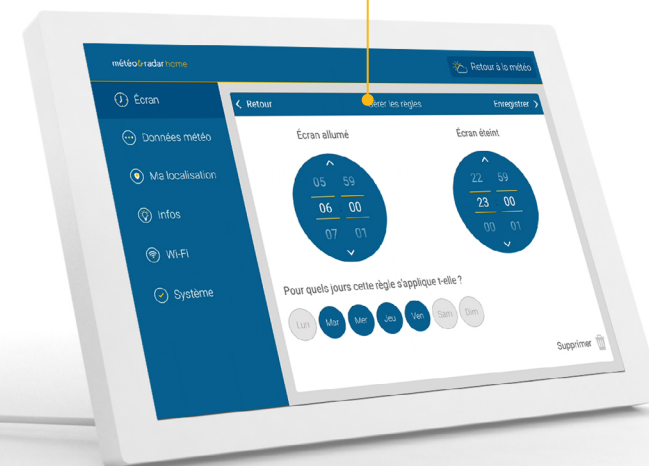 météo&radar home
Retour à la météo
Écran
Données météo
Ma localisation
Infos
Wi-Fi
Système
Retour
Gérer les règles
Enregistrer
Écran allumé
Écran éteint
05 59
06 00
07 01
22 59
23 00
00 01
Pour quels jours cette règle s'applique t-elle ?
Lun Mar Mer Jeu Ven Sam Dim
Supprimer